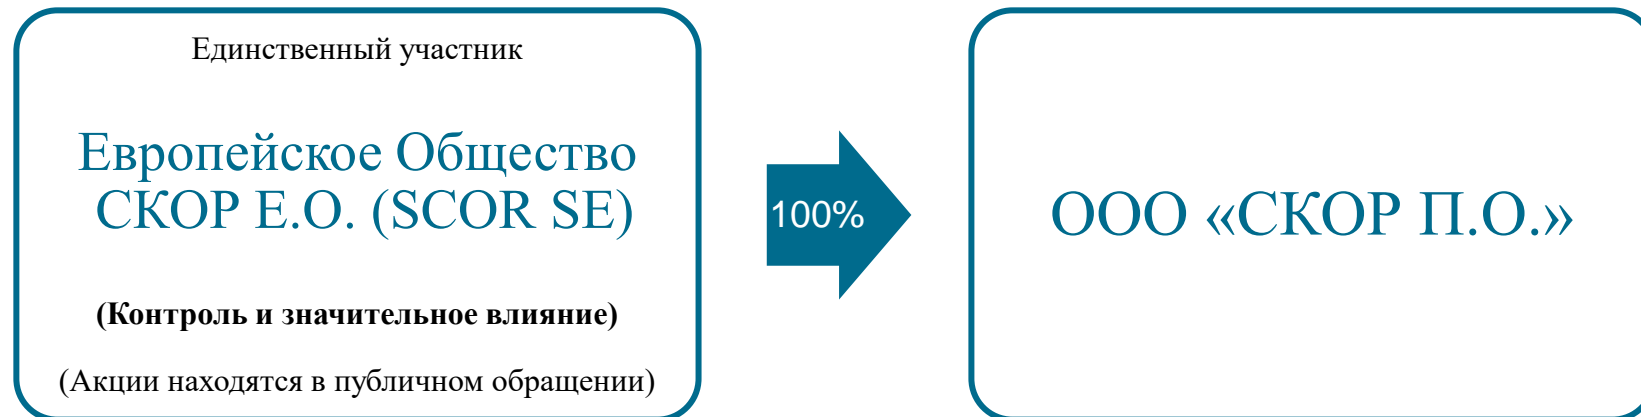 Единственный участник
Европейское Общество
СКОР Е.О. (SCOR SE)
(Контроль и значительное влияние)
(Акции находятся в публичном обращении)
100%
ООО «СКОР П.О.»